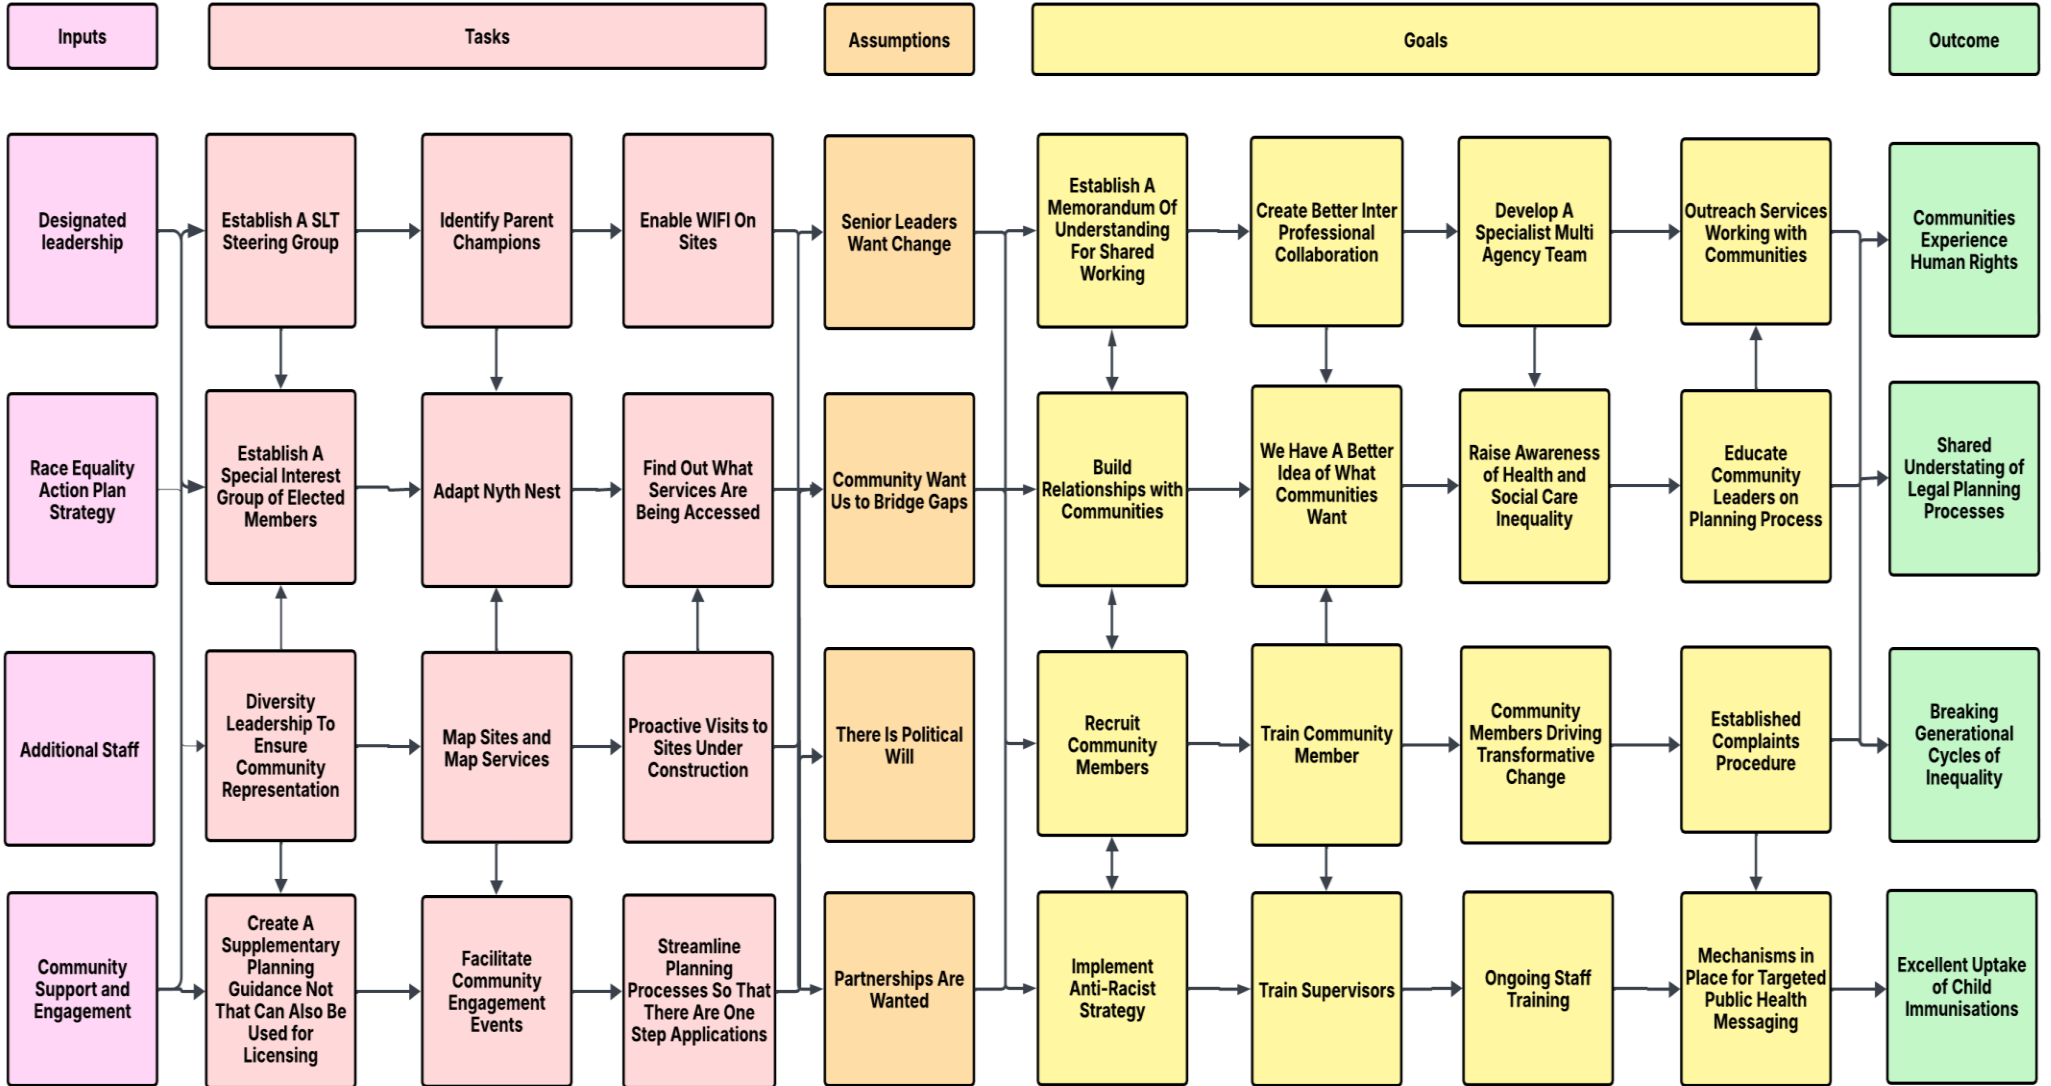 Inputs
Tasks
Assumptions
Goals
Outcome
Designated
leadership
Establish A SLT
Steering Group
Identify Parent
Champions
Enable WIFI On
Sites
Senior Leaders
Want Change
Establish A
Memorandum Of
Understanding
For Shared
Working
Create Better Inter
Professional
Collaboration
Develop A
Specialist Multi
Agency Team
Outreach Services
Working with
Communities
Communities
Experience
Human Rights
Race Equality
Action Plan
Strategy
Establish A
Special Interest
Group of Elected
Members
Adapt Nyth Nest
Find Out What
Services Are
Being Accessed
Community Want
Us to Bridge Gaps
Build
Relationships with
Communities
We Have A Better
Idea of What
Communities
Want
Raise Awareness
of Health and
Social Care
Inequality
Educate
Community
Leaders on
Planning Process
Shared
Understating of
Legal Planning
Processes
Additional Staff
Diversity
Leadership To
Ensure
Community
Representation
Map Sites and
Map Services
Proactive Visits to
Sites Under
Construction
There Is Political
Will
Recruit
Community
Members
Train Community
Member
Community
Members Driving
Transformative
Change
Established
Complaints
Procedure
Breaking
Generational
Cycles of
Inequality
Community
Support and
Engagement
Create A
Supplementary
Planning
Guidance Not
That Can Also Be
Used for
Licensing
Facilitate
Community
Engagement
Events
Streamline
Planning
Processes So That
There Are One
Step Applications
Partnerships Are
Wanted
Implement
Anti-Racist
Strategy
Train Supervisors
Ongoing Staff
Training
Mechanisms in
Place for Targeted
Public Health
Messaging
Excellent Uptake
of Child
Immunisations